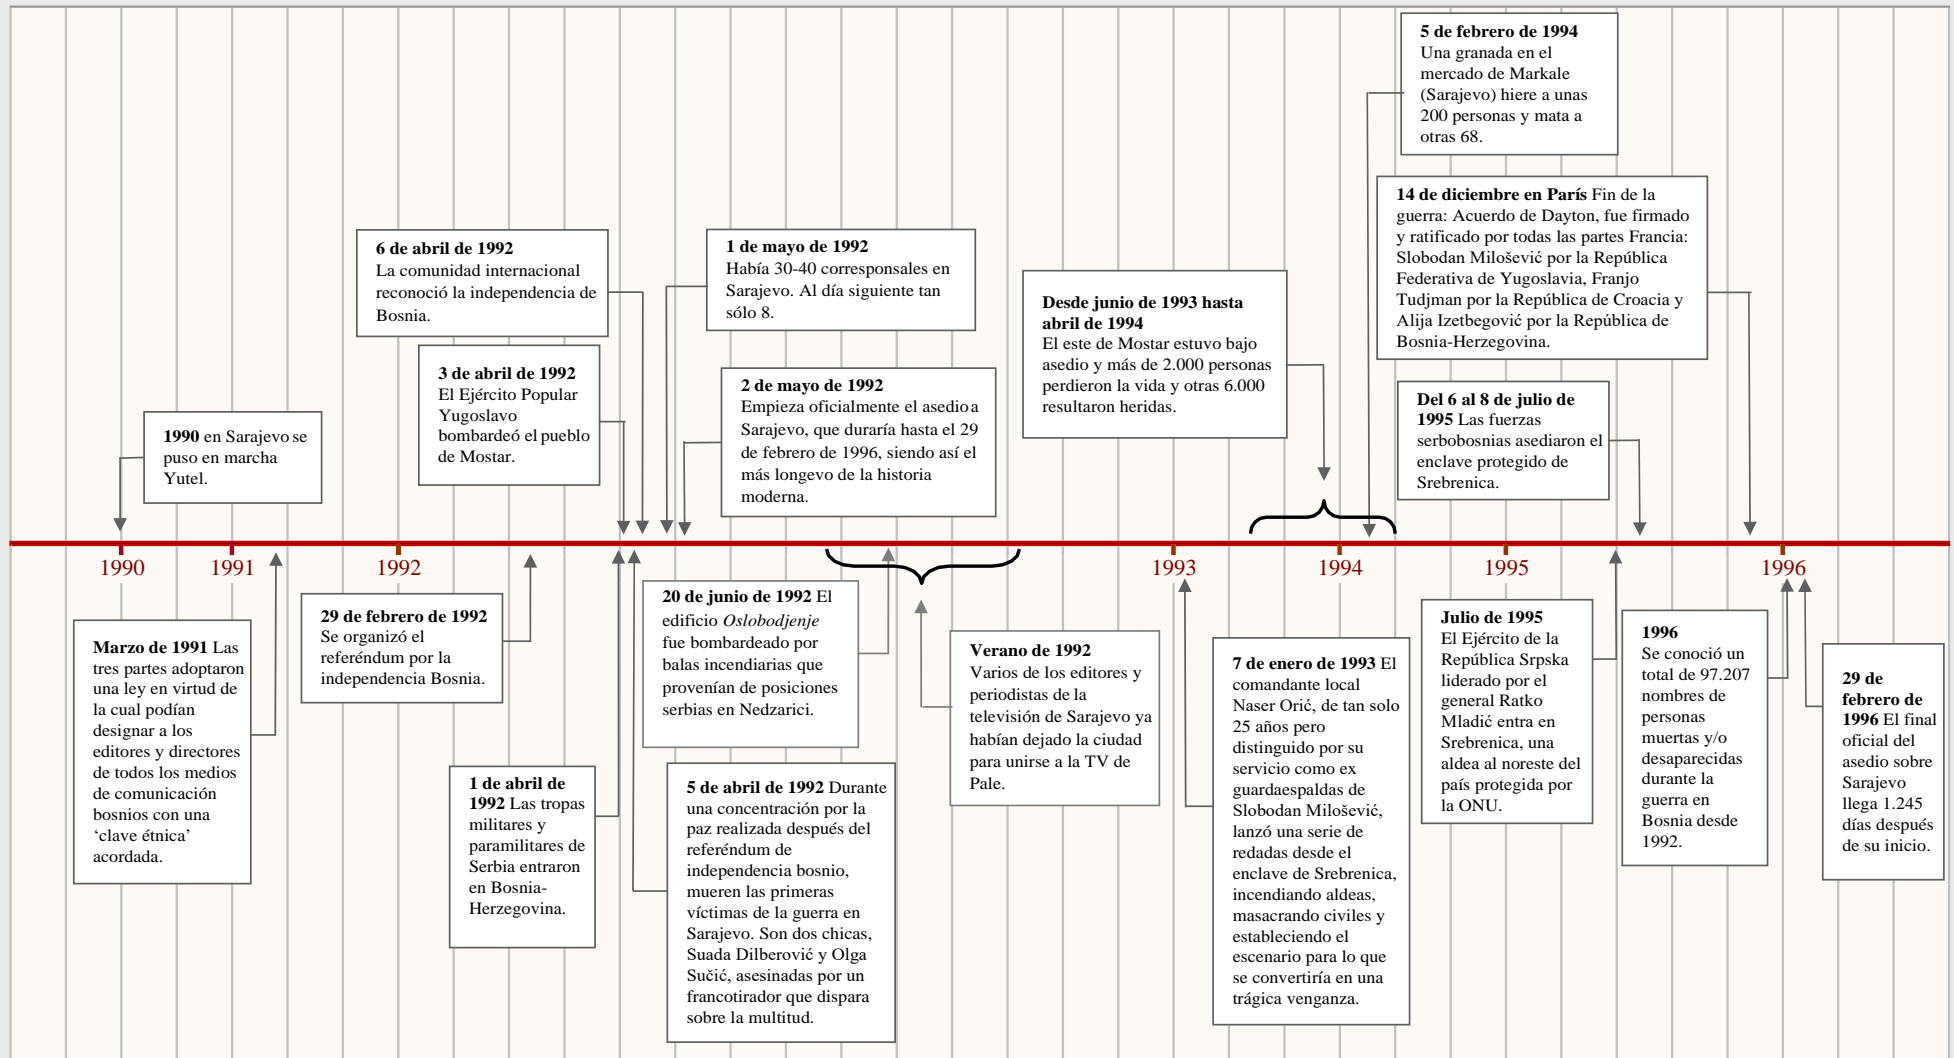 5 de febrero de 1994
Una granada en el
mercado de Markale
(Sarajevo) hiere a unas
200 personas y mata a
otras 68.
14 de diciembre en París Fin de la
guerra: Acuerdo de Dayton, fue firmado
y ratificado por todas las partes Francia:
Slobodan Milošević por la República
Federativa de Yugoslavia, Franjo
Tudjman por la República de Croacia y
Alija Izetbegović por la República de
Bosnia-Herzegovina.
6 de abril de 1992
La comunidad internacional
reconoció la independencia de
Bosnia.
1 de mayo de 1992
Había 30-40 corresponsales en
Sarajevo. Al día siguiente tan
sólo 8.
Desde junio de 1993 hasta
abril de 1994
El este de Mostar estuvo bajo
asedio y más de 2.000 personas
perdieron la vida y otras 6.000
resultaron heridas.
3 de abril de 1992
El Ejército Popular
Yugoslavo
bombardeó el pueblo
de Mostar.
2 de mayo de 1992
Empieza oficialmente el asedio a
Sarajevo, que duraría hasta el 29
de febrero de 1996, siendo así el
más longevo de la historia
moderna.
Del 6 al 8 de julio de
1995 Las fuerzas
serbobosnias asediaron el
enclave protegido de
Srebrenica.
1990 en Sarajevo se
puso en marcha
Yutel.
1990
1991
1992
1993
1994
1995
1996
Marzo de 1991 Las
tres partes adoptaron
una ley en virtud de
la cual podían
designar a los
editores y directores
de todos los medios
de comunicación
bosnios con una
‘clave étnica’
acordada.
29 de febrero de 1992
Se organizó el
referéndum por la
independencia Bosnia.
1 de abril de
1992 Las tropas
militares y
paramilitares de
Serbia entraron
en Bosnia-
Herzegovina.
20 de junio de 1992 El
edificio Oslobodjenje
fue bombardeado por
balas incendiarias que
provenían de posiciones
serbias en Nedzarici.
5 de abril de 1992 Durante
una concentración por la
paz realizada después del
referéndum de
independencia bosnio,
mueren las primeras
víctimas de la guerra en
Sarajevo. Son dos chicas,
Suada Dilberović y Olga
Sučić, asesinadas por un
francotirador que dispara
sobre la multitud.
Verano de 1992
Varios de los editores y
periodistas de la
televisión de Sarajevo ya
habían dejado la ciudad
para unirse a la TV de
Pale.
7 de enero de 1993 El
comandante local
Naser Orić, de tan solo
25 años pero
distinguido por su
servicio como ex
guardaespaldas de
Slobodan Milošević,
lanzó una serie de
redadas desde el
enclave de Srebrenica,
incendiando aldeas,
masacrando civiles y
estableciendo el
escenario para lo que
se convertiría en una
trágica venganza.
Julio de 1995
El Ejército de la
República Srpska
liderado por el
general Ratko
Mladić entra en
Srebrenica, una
aldea al noreste del
país protegida por
la ONU.
1996
Se conoció un
total de 97.207
nombres de
personas
muertas y/o
desaparecidas
durante la
guerra en
Bosnia desde
1992.
29 de
febrero de
1996 El final
oficial del
asedio sobre
Sarajevo
llega 1.245
días después
de su inicio.